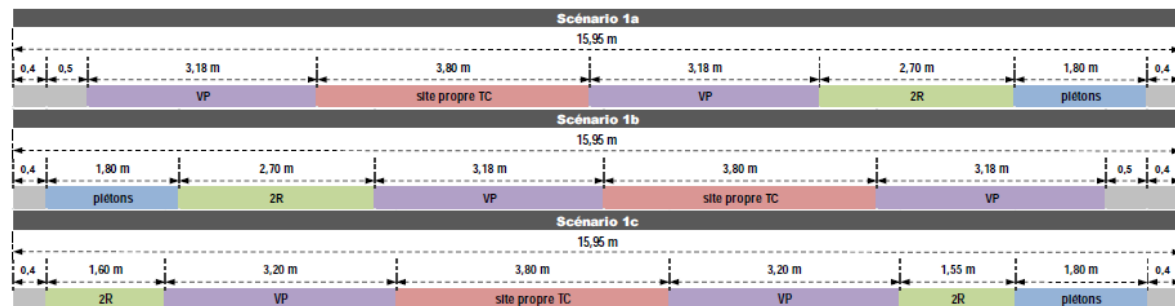 Scénario 1a
15,95 m
0,4 0,5 3,18 m 3,80 m 3,18 m 2,70 m 1,80 m 0,4
VP site propre TC VP 2R piétons
Scénario 1b
15,95 m
0,4 1,80 m 2,70 m 3,18 m 3,80 m 3,18 m 0,5 0,4
piétons 2R VP site propre TC VP
Scénario 1c
15,95 m
0,4 1,60 m 3,20 m 3,80 m 3,20 m 1,55 m 1,80 m 0,4
2R VP site propre TC VP 2R piétons